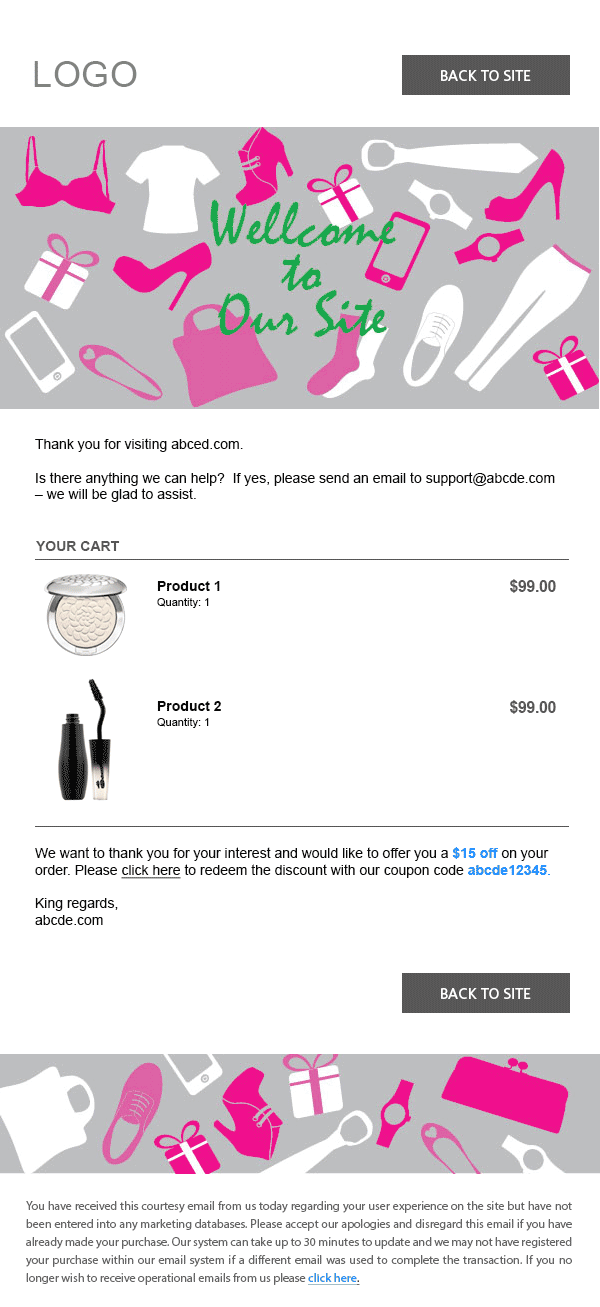 LOGO
BACK TO SITE
Wellcome
to
Our Site
Thank you for visiting abced.com.
Is there anything we can help?  If yes, please send an email to support@abcde.com
– we will be glad to assist.
YOUR CART
Product 1
$99.00
Quantity: 1
Product 2
$99.00
Quantity: 1
We want to thank you for your interest and would like to offer you a $15 off on your
order. Please click here to redeem the discount with our coupon code abcde12345.
King regards,
abcde.com
BACK TO SITE
You have received this courtesy email from us today regarding your user experience on the site but have not
been entered into any marketing databases. Please accept our apologies and disregard this email if you have
already made your purchase. Our system can take up to 30 minutes to update and we may not have registered
your purchase within our email system if a different email was used to complete the transaction. If you no
longer wish to receive operational emails from us please click here.